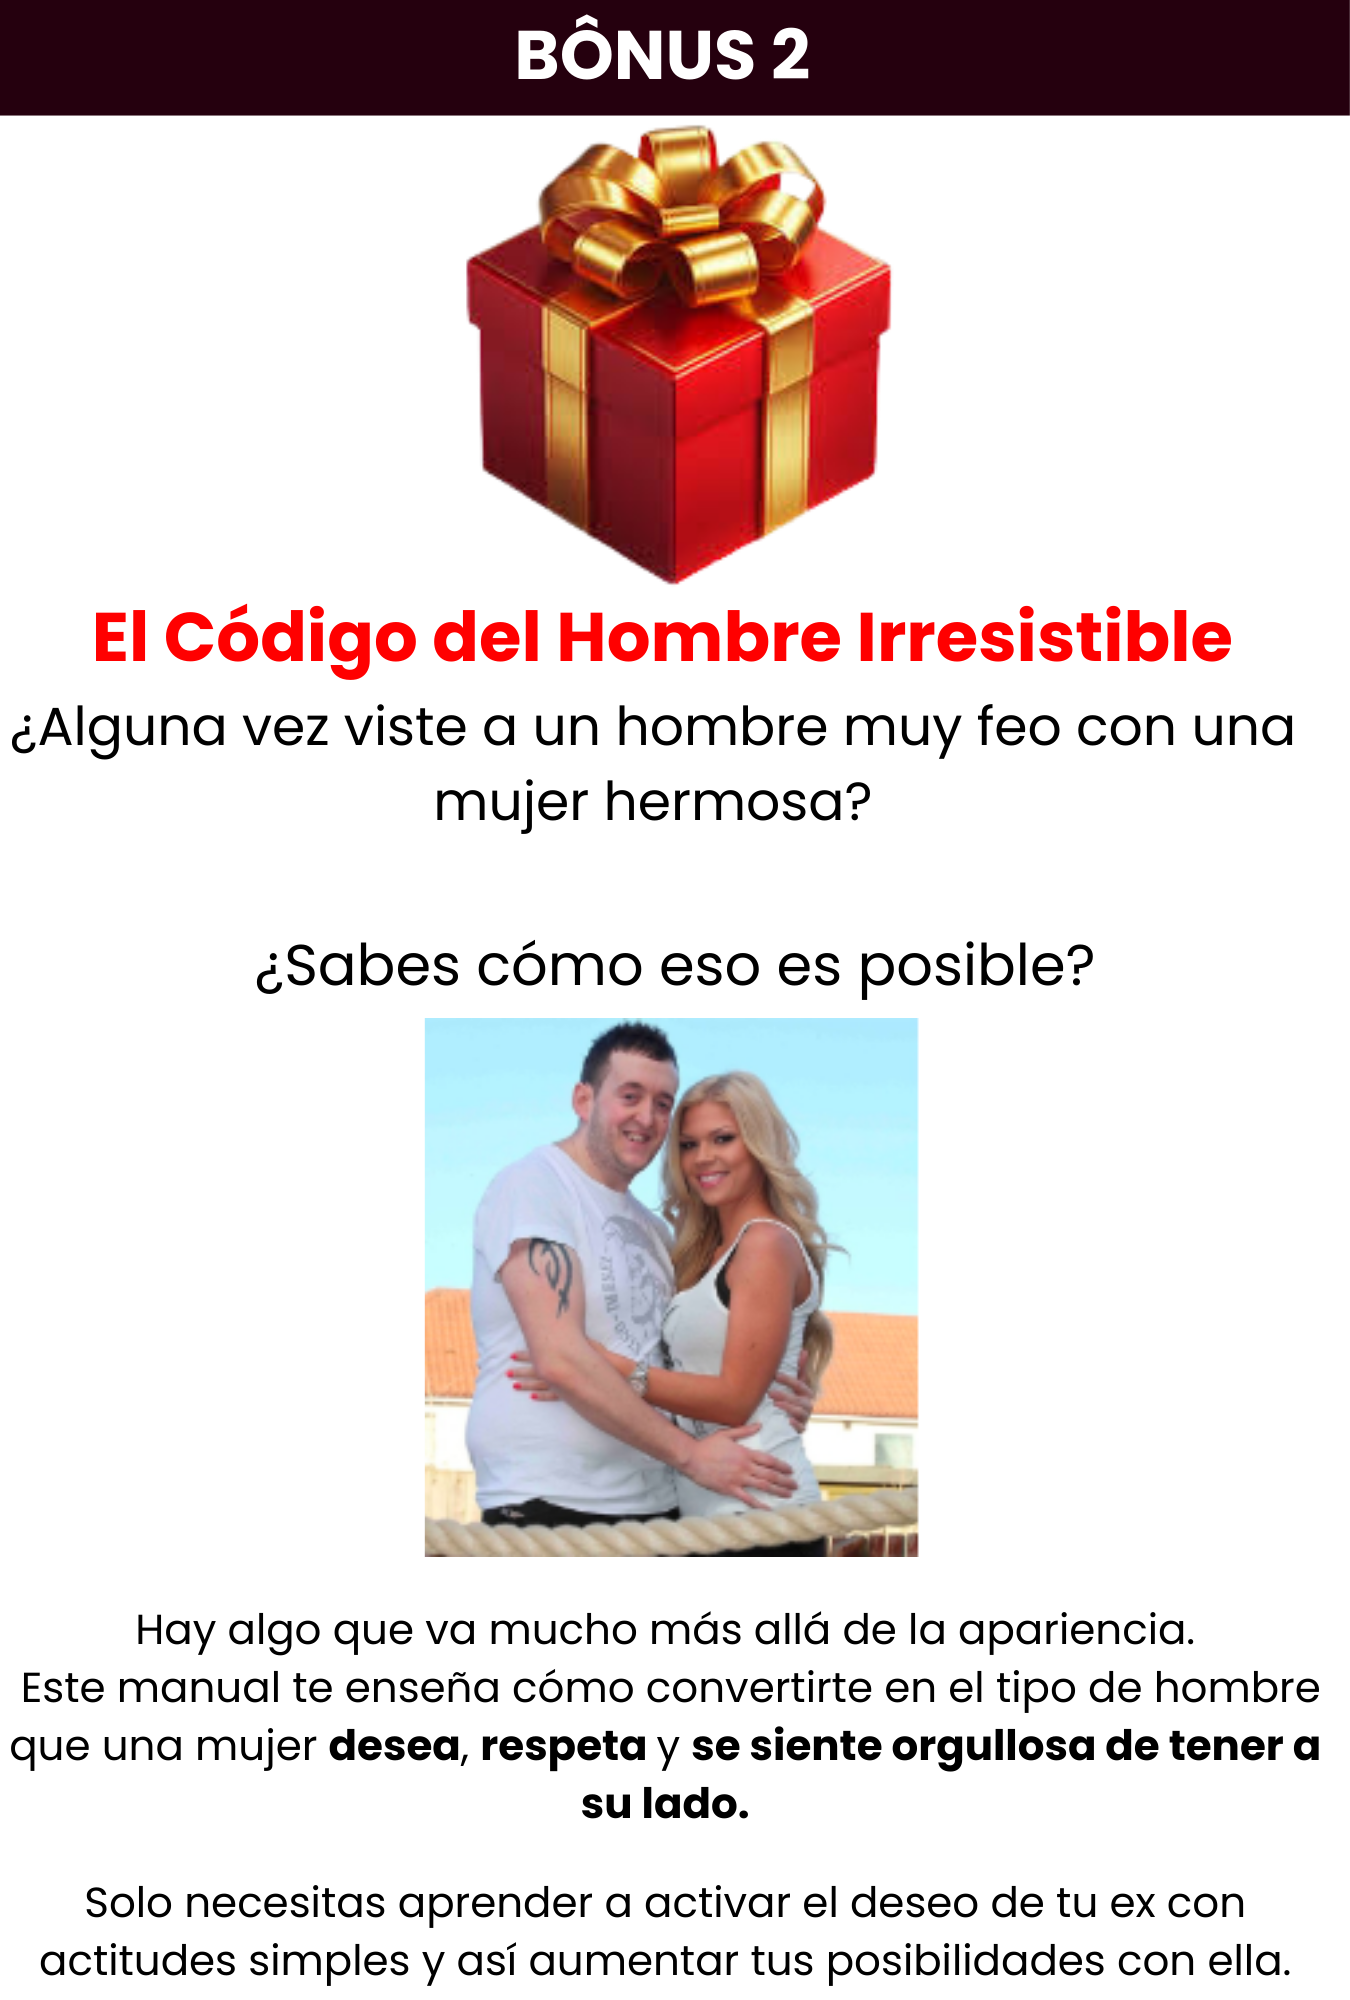 BÔNUS 2
El Código del Hombre Irresistible
¿Alguna vez viste a un hombre muy feo con una
mujer hermosa?
¿Sabes cómo eso es posible?
Hay algo que va mucho más allá de la apariencia.
Este manual te enseña cómo convertirte en el tipo de hombre
que una mujer desea, respeta y se siente orgullosa de tener a
su lado.
Solo necesitas aprender a activar el deseo de tu ex con
actitudes simples y así aumentar tus posibilidades con ella.